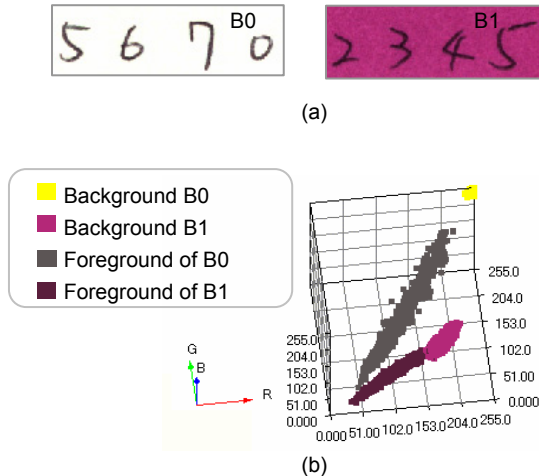 5 6 7 0 B0
2 3 4 5 B1
(a)
Background B0
Background B1
Foreground of B0
Foreground of B1
G
B
R
255.0
204.0
153.0
102.0
51.00
0.000
255.0
204.0
153.0
102.0
51.00
0.000
0.000 51.00 102.0 153.0 204.0 255.0
(b)